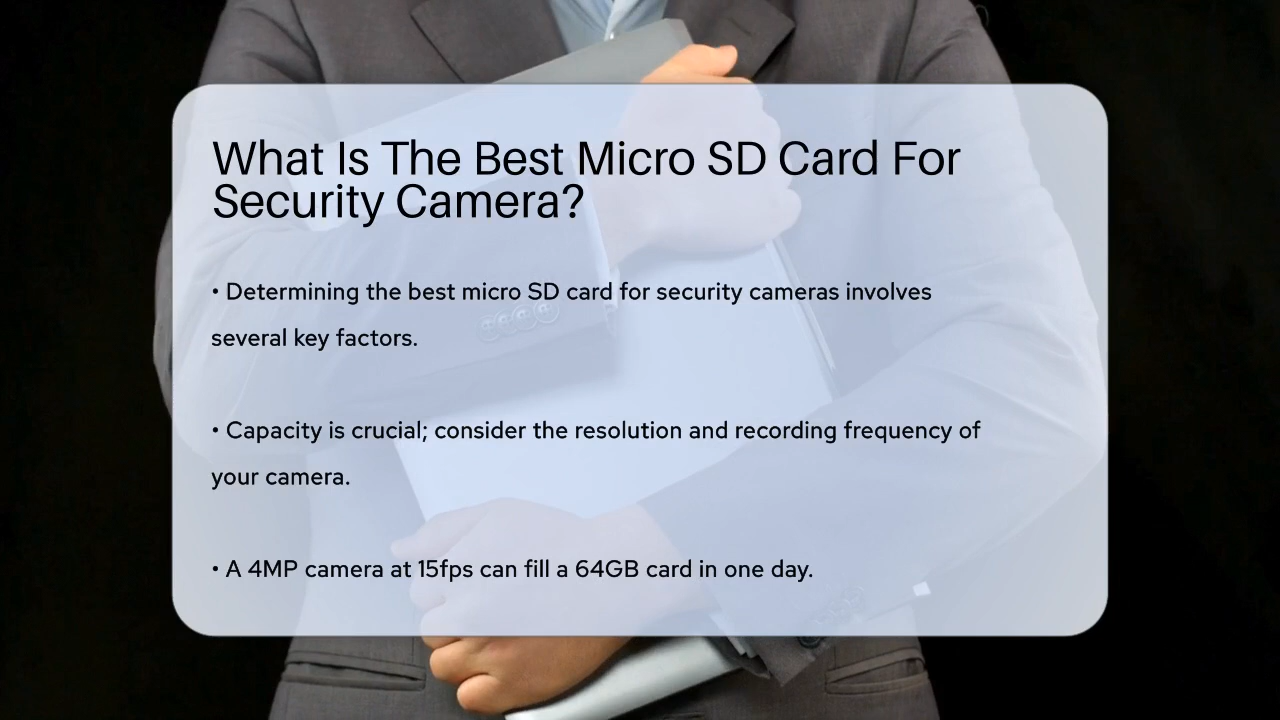 What Is The Best Micro SD Card For
Security Camera?
• Determining the best micro SD card for security cameras involves
several key factors.
• Capacity is crucial; consider the resolution and recording frequency of
your camera.
• A 4MP camera at 15fps can fill a 64GB card in one day.